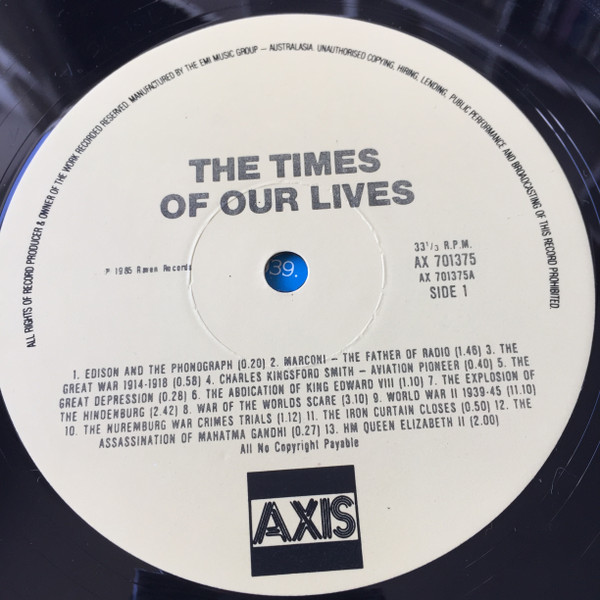 ALL RIGHTS OF RECORD PRODUCER & OWNER OF THE WORK RECORDED RESERVED. MANUFACTURED BY THE EMI MUSIC GROUP – AUSTRALASIA. UNAUTHORISED COPYING, HIRING, LENDING, PUBLIC PERFORMANCE AND BROADCASTING OF THIS RECORD PROHIBITED.
THE TIMES
OF OUR LIVES
℗ 1985 Raven Records
39.
33 1/3 R.P.M.
AX 701375
AX 701375A
SIDE 1
1. EDISON AND THE PHONOGRAPH (0.20) 2. MARCONI – THE FATHER OF RADIO (1.46) 3. THE
GREAT WAR 1914-1918 (0.58) 4. CHARLES KINGSFORD SMITH – AVIATION PIONEER (0.40) 5. THE
GREAT DEPRESSION (0.28) 6. THE ABDICATION OF KING EDWARD VIII (1.10) 7. THE EXPLOSION OF
THE HINDENBURG (2.42) 8. WAR OF THE WORLDS SCARE (3.10) 9. WORLD WAR II 1939-45 (11.10)
10. THE NUREMBURG WAR CRIMES TRIALS (1.12) 11. THE IRON CURTAIN CLOSES (0.50) 12. THE
ASSASSINATION OF MAHATMA GANDHI (0.27) 13. HM QUEEN ELIZABETH II (2.00)
All No Copyright Payable
AXIS